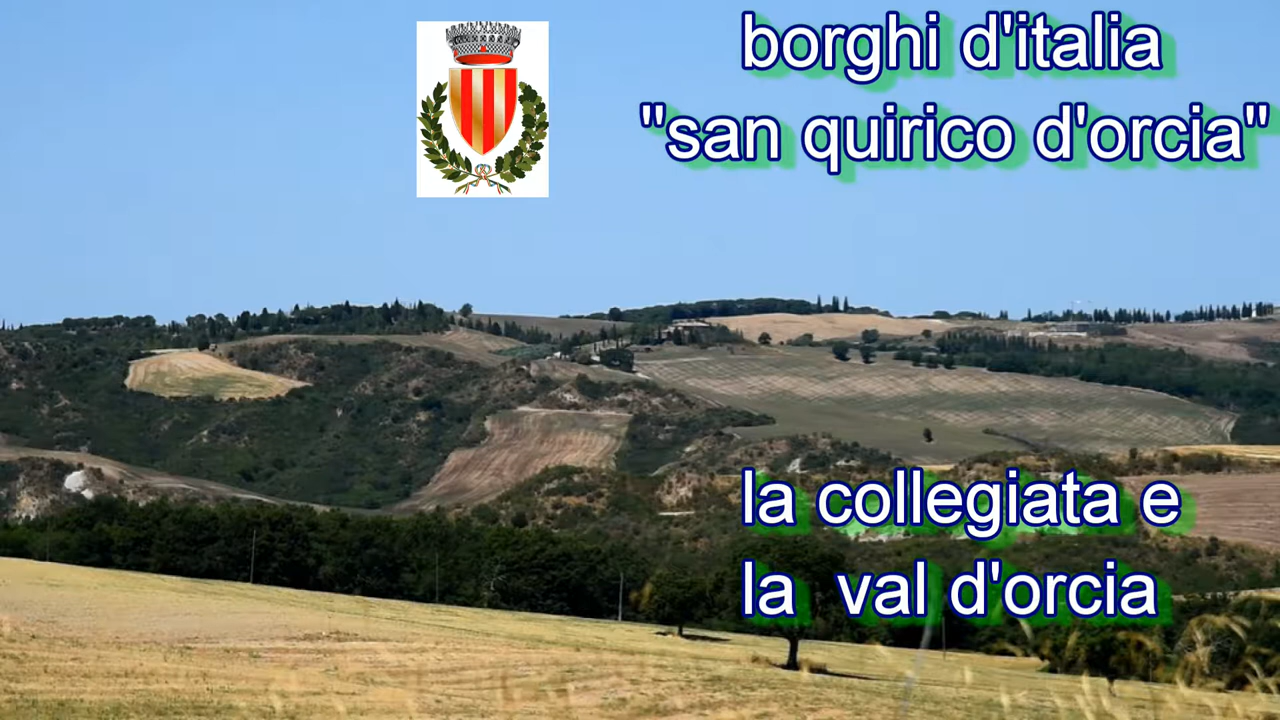 borghi d'italia
"san quirico d'orcia"
la collegiata e
la val d'orcia